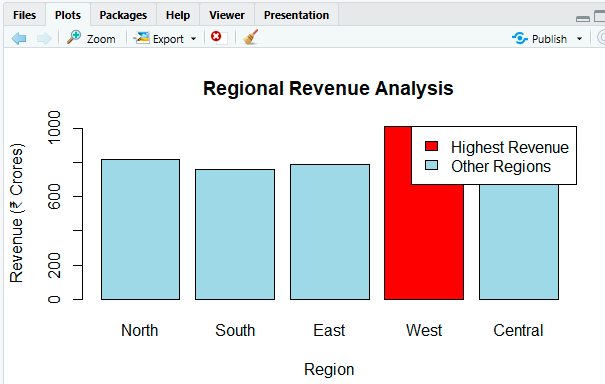 Files Plots Packages Help Viewer Presentation
Zoom Export Publish
Regional Revenue Analysis
Revenue (₹ Crores)
1000
600
200
0
Highest Revenue
Other Regions
North South East West Central
Region